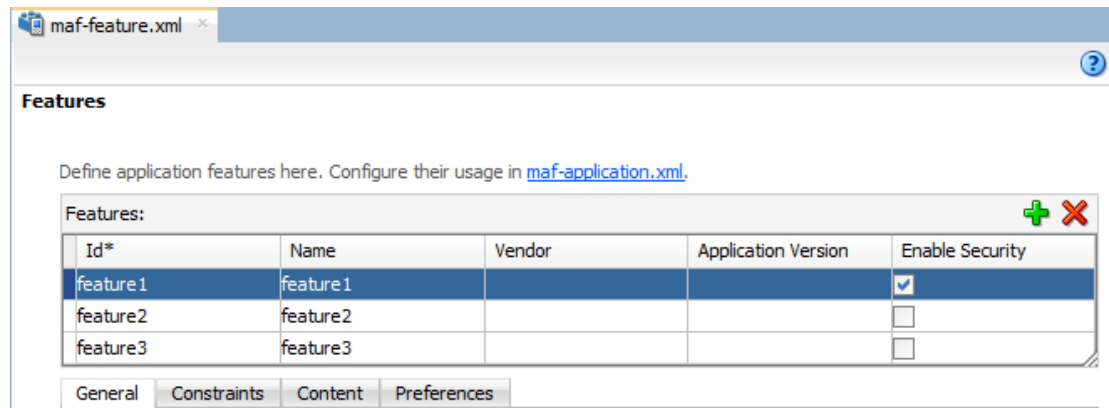 maf-feature.xml
Features
Define application features here. Configure their usage in maf-application.xml.
Features:
Id* Name Vendor Application Version Enable Security
feature1 feature1
feature2 feature2
feature3 feature3
General Constraints Content Preferences